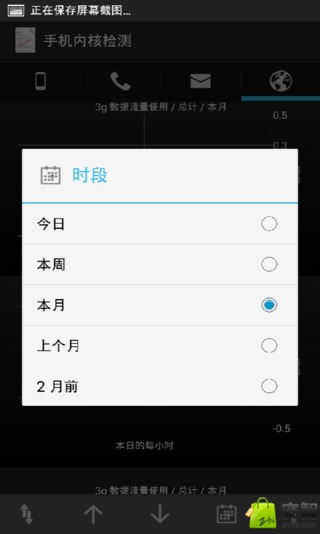 正在保存屏幕截图...
手机内核检测
3g 数据流量使用 / 总计 / 本月
0.5
0.3
时段
今日
本周
本月
上个月
2 月前
-0.5
本日的每小时
3g 数据流量使用 / 总计 / 本月
安智